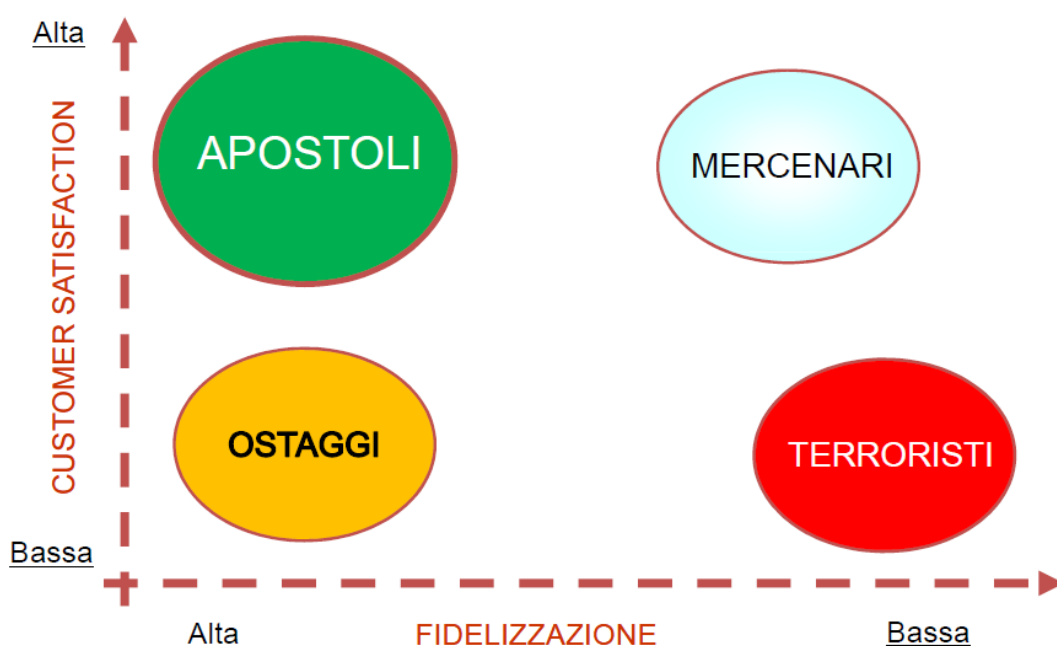 Alta
CUSTOMER SATISFACTION
APOSTOLI
MERCENARI
OSTAGGI
TERRORISTI
Bassa
Alta
FIDELIZZAZIONE
Bassa